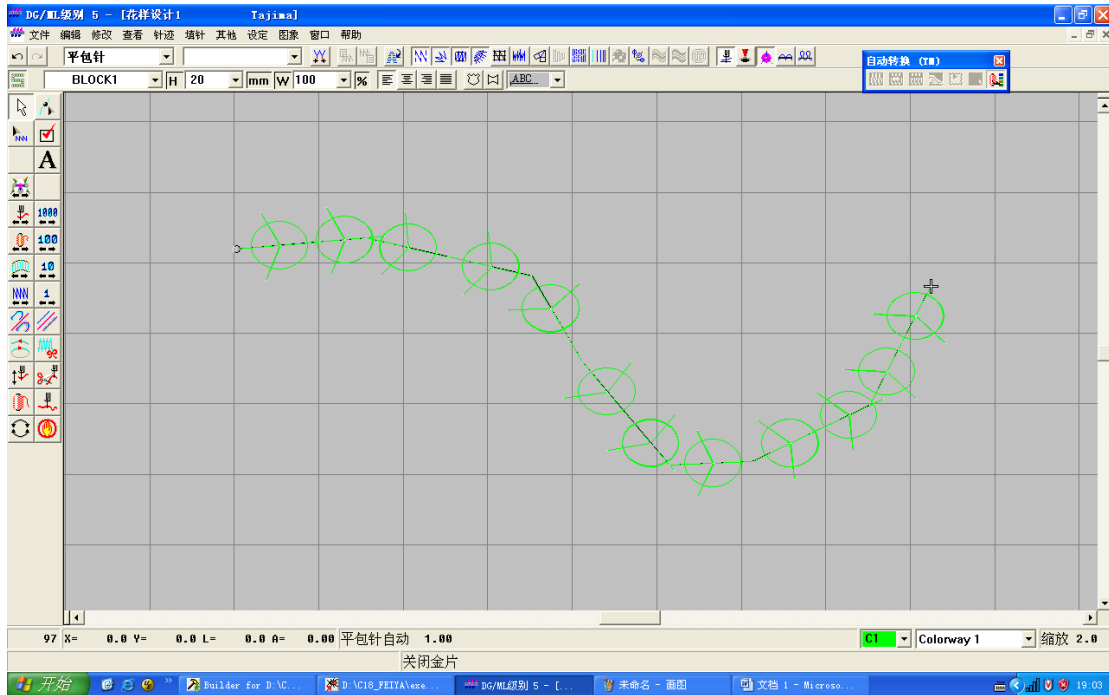 DG/ML级别 5 - [花样设计1 Tajima]
文件 编辑 修改 查看 针迹 填针 其他 设定 图象 窗口 帮助
平包针
自动转换 (TM)
BLOCK1 H 20 mm W 100 % ABC
A
1000
100
10
1
97 X= 0.0 Y= 0.0 L= 0.0 A= 0.00 平包针自动 1.00 C1 Colorway 1 缩放 2.0
关闭金片
开始 Builder for D:\C... D:\C16_FEIYA\exe... DG/ML级别 5 - [... 未命名 - 画图 文档 1 - Microso... 19:03